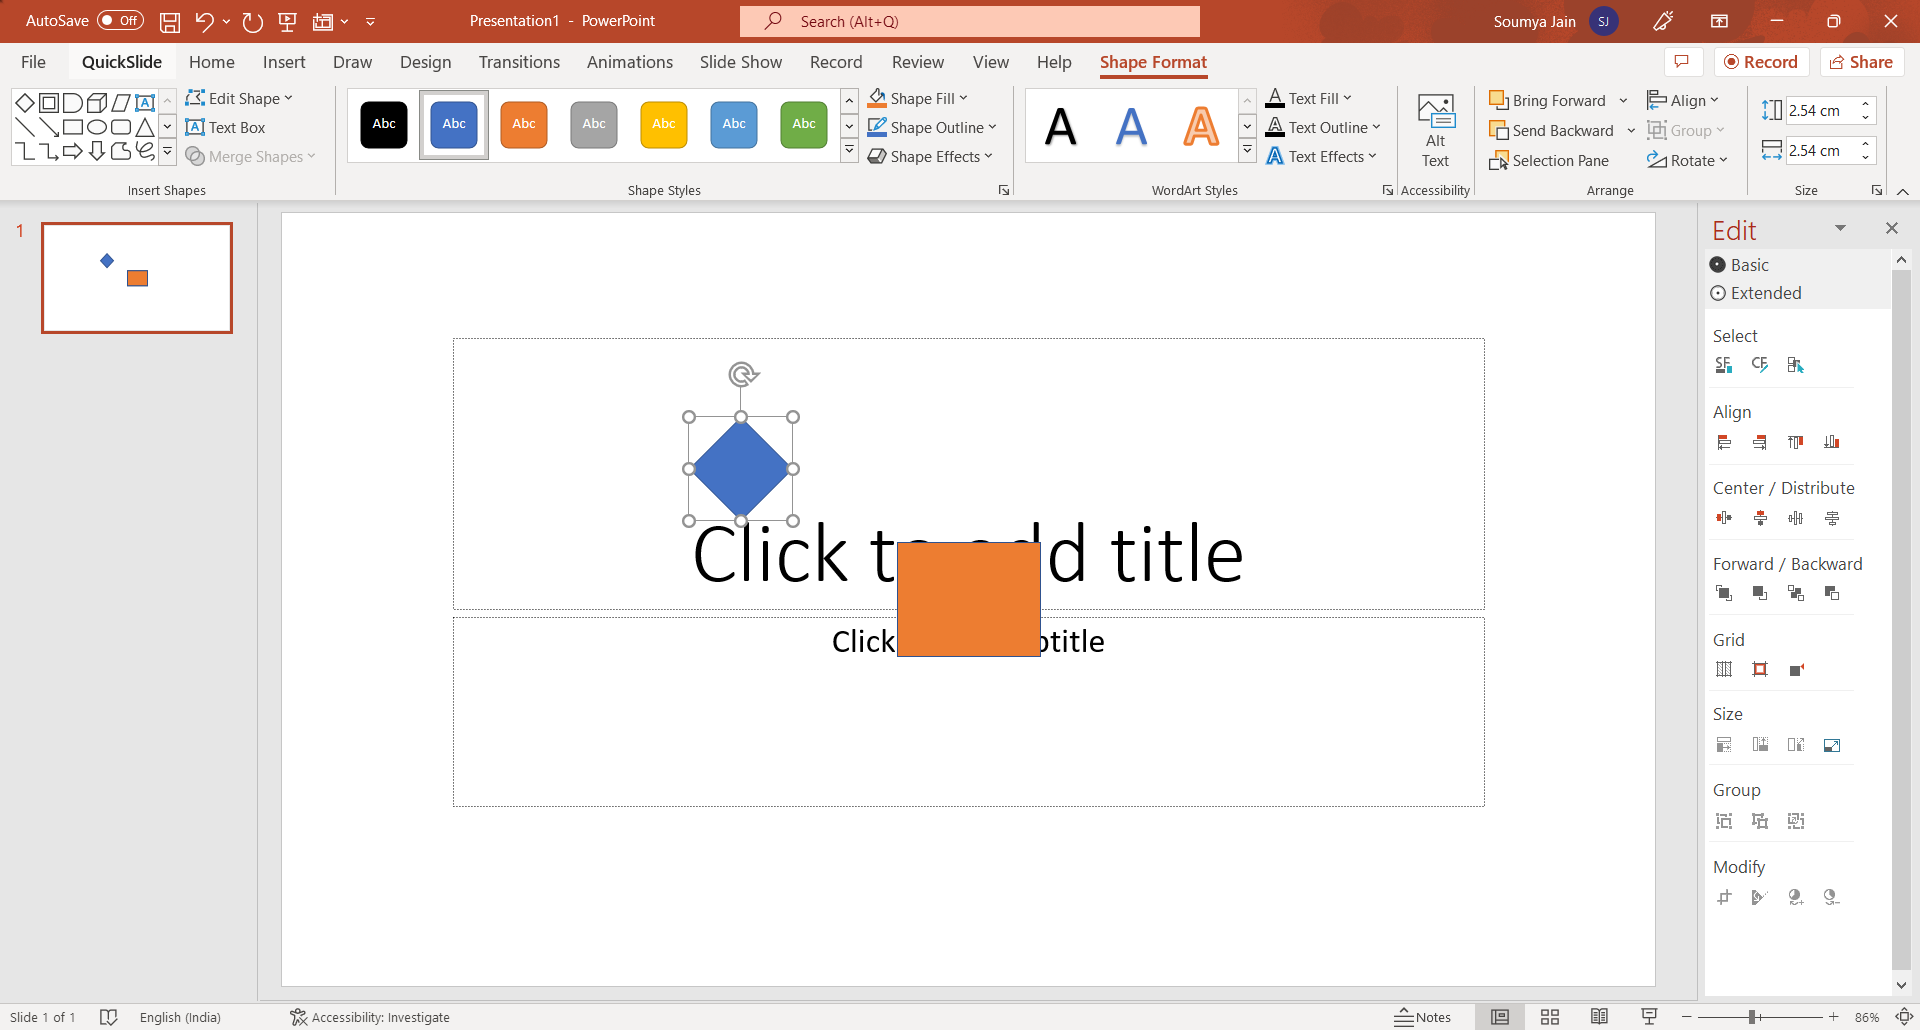 AutoSave Off
Presentation1 - PowerPoint
Search (Alt+Q)
Soumya Jain SJ
File QuickSlide Home Insert Draw Design Transitions Animations Slide Show Record Review View Help Shape Format
Record Share
Edit Shape
Text Box
Merge Shapes
Insert Shapes
Abc Abc Abc Abc Abc Abc Abc
Shape Fill
Shape Outline
Shape Effects
Shape Styles
A A A
Text Fill
Text Outline
Text Effects
WordArt Styles
Alt
Text
Accessibility
Bring Forward
Send Backward
Selection Pane
Align
Group
Rotate
Arrange
2.54 cm
2.54 cm
Size
1
Click to add title
Click btitle
Edit
Basic
Extended
Select
SF CF
Align
Center / Distribute
Forward / Backward
Grid
Size
Group
Modify
Slide 1 of 1 English (India) Accessibility: Investigate Notes 86%